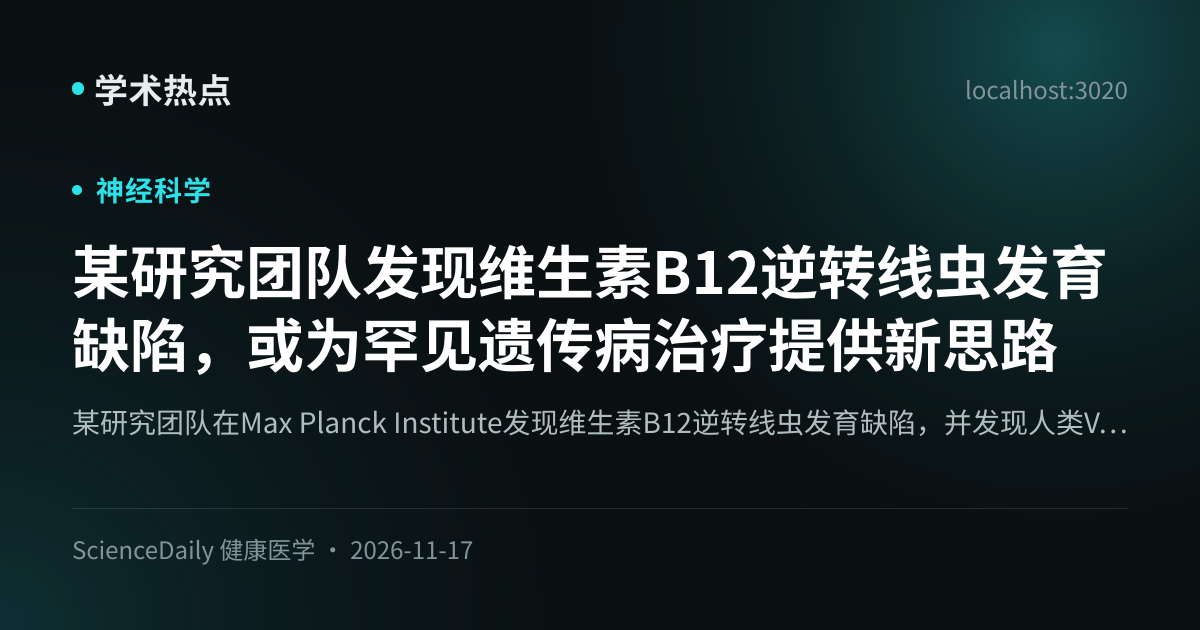 学术热点
localhost:3020
神经科学
某研究团队发现维生素B12逆转线虫发育
缺陷，或为罕见遗传病治疗提供新思路
某研究团队在Max Planck Institute发现维生素B12逆转线虫发育缺陷，并发现人类V…
ScienceDaily 健康医学 · 2026-11-17